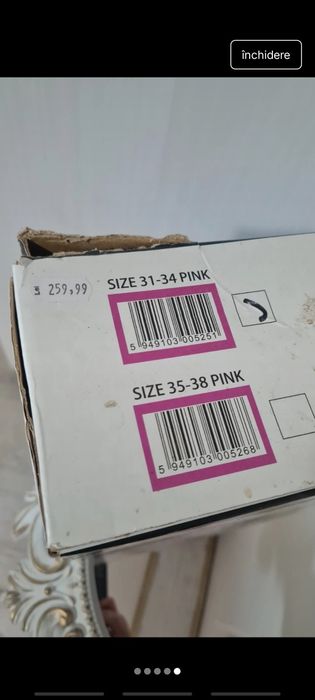 închidere
259,99
SIZE 31-34 PINK
5 949103 005251
SIZE 35-38 PINK
5 949103 005268